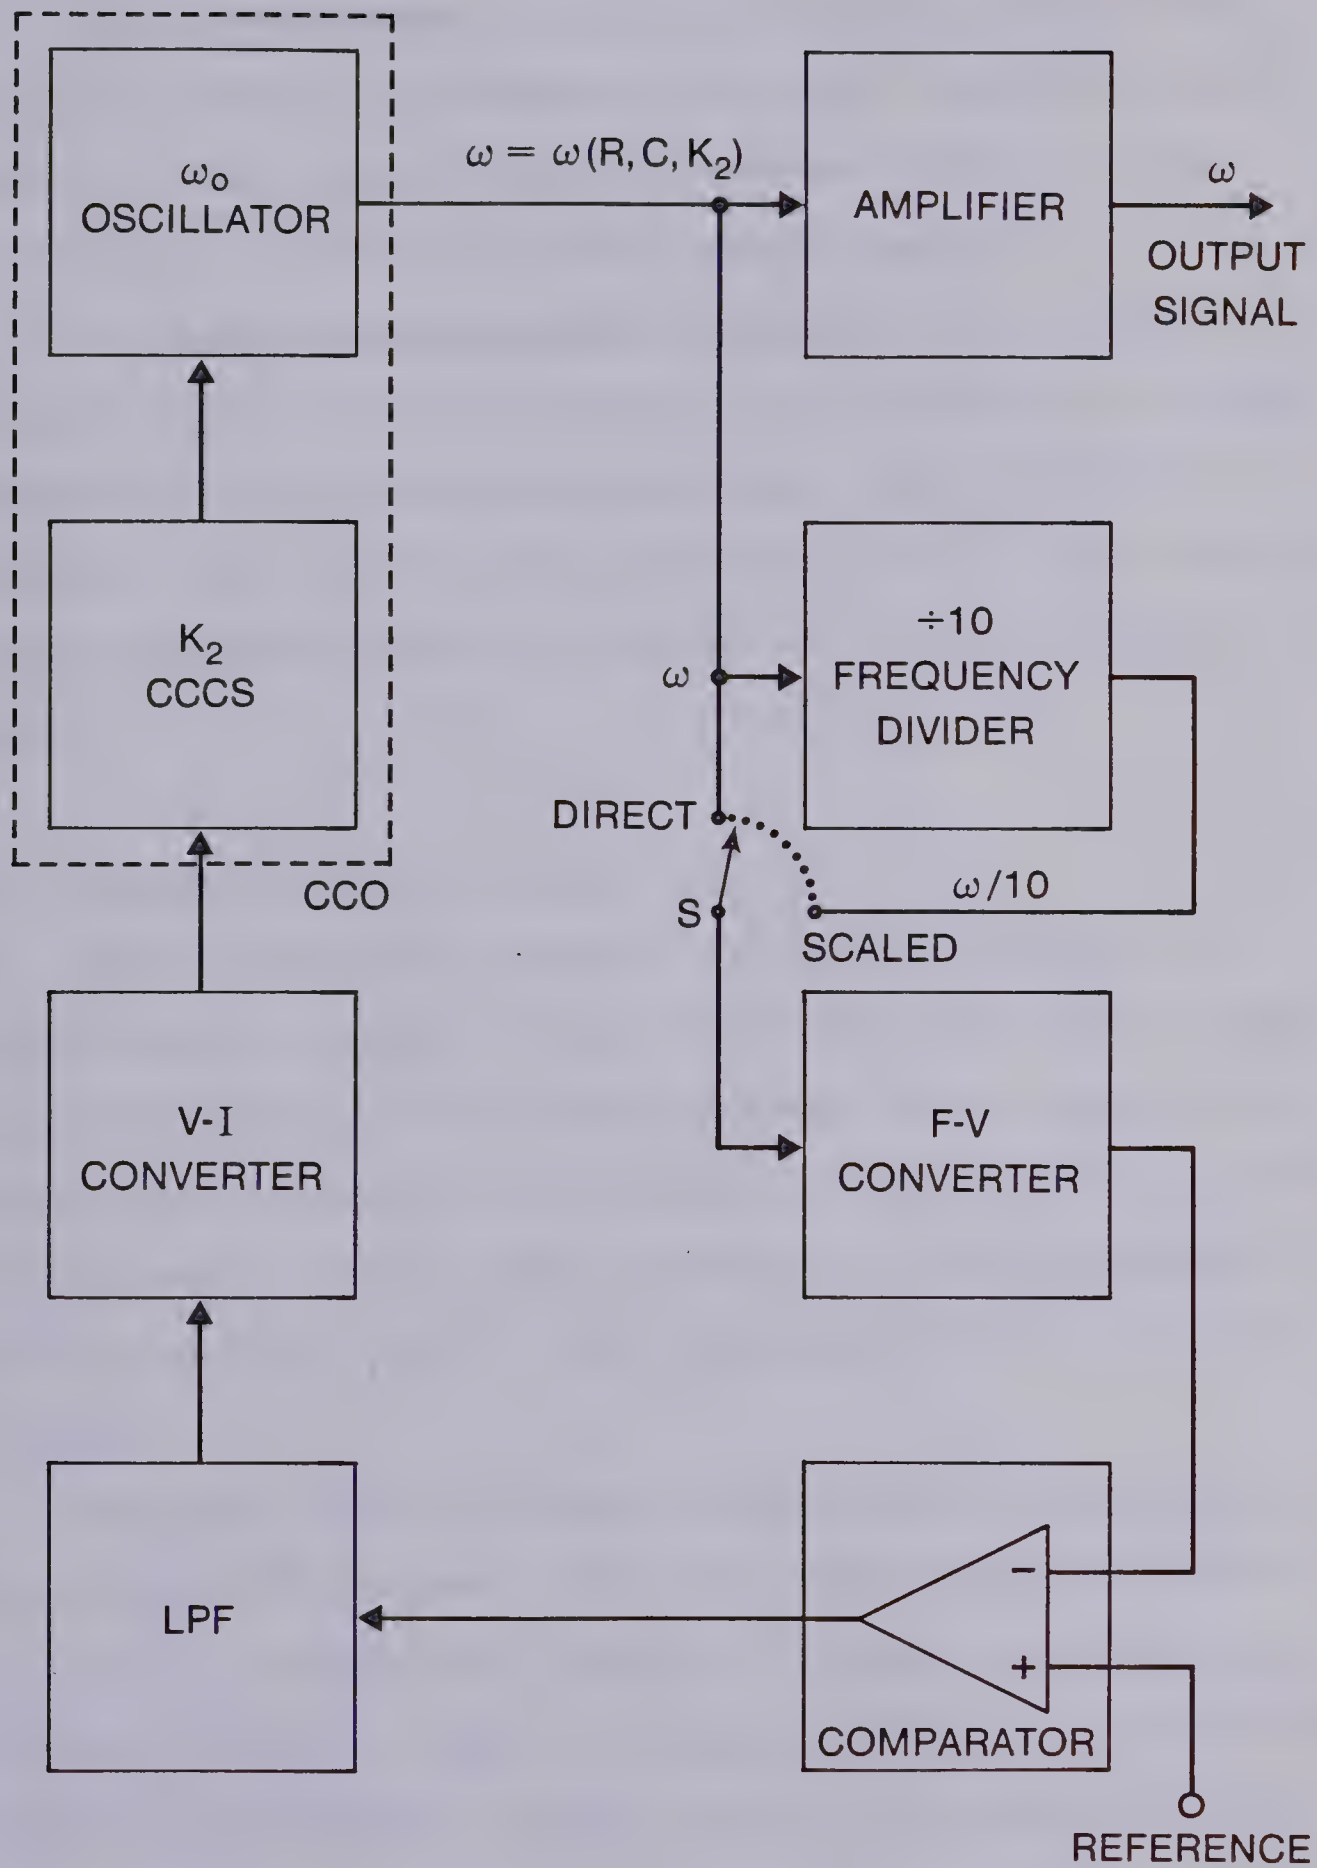 ω₀
OSCILLATOR
ω = ω(R, C, K₂)
AMPLIFIER
ω
OUTPUT
SIGNAL
K₂
CCCS
CCO
ω
÷10
FREQUENCY
DIVIDER
DIRECT
S
ω/10
SCALED
V-I
CONVERTER
F-V
CONVERTER
LPF
−
+
COMPARATOR
REFERENCE